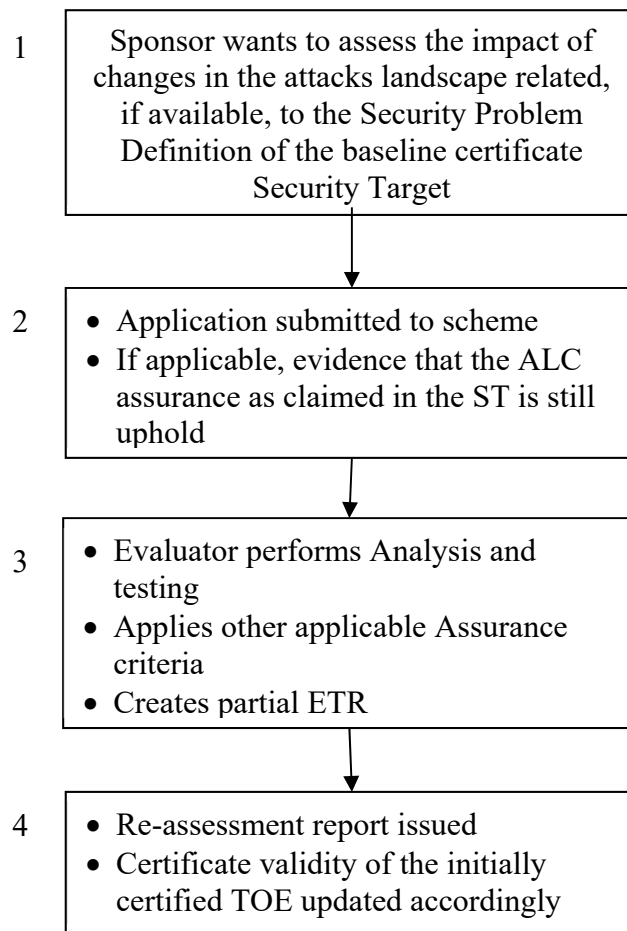 1
Sponsor wants to assess the impact of
changes in the attacks landscape related,
if available, to the Security Problem
Definition of the baseline certificate
Security Target
2
• Application submitted to scheme
• If applicable, evidence that the ALC
assurance as claimed in the ST is still
uphold
3
• Evaluator performs Analysis and
testing
• Applies other applicable Assurance
criteria
• Creates partial ETR
4
• Re-assessment report issued
• Certificate validity of the initially
certified TOE updated accordingly